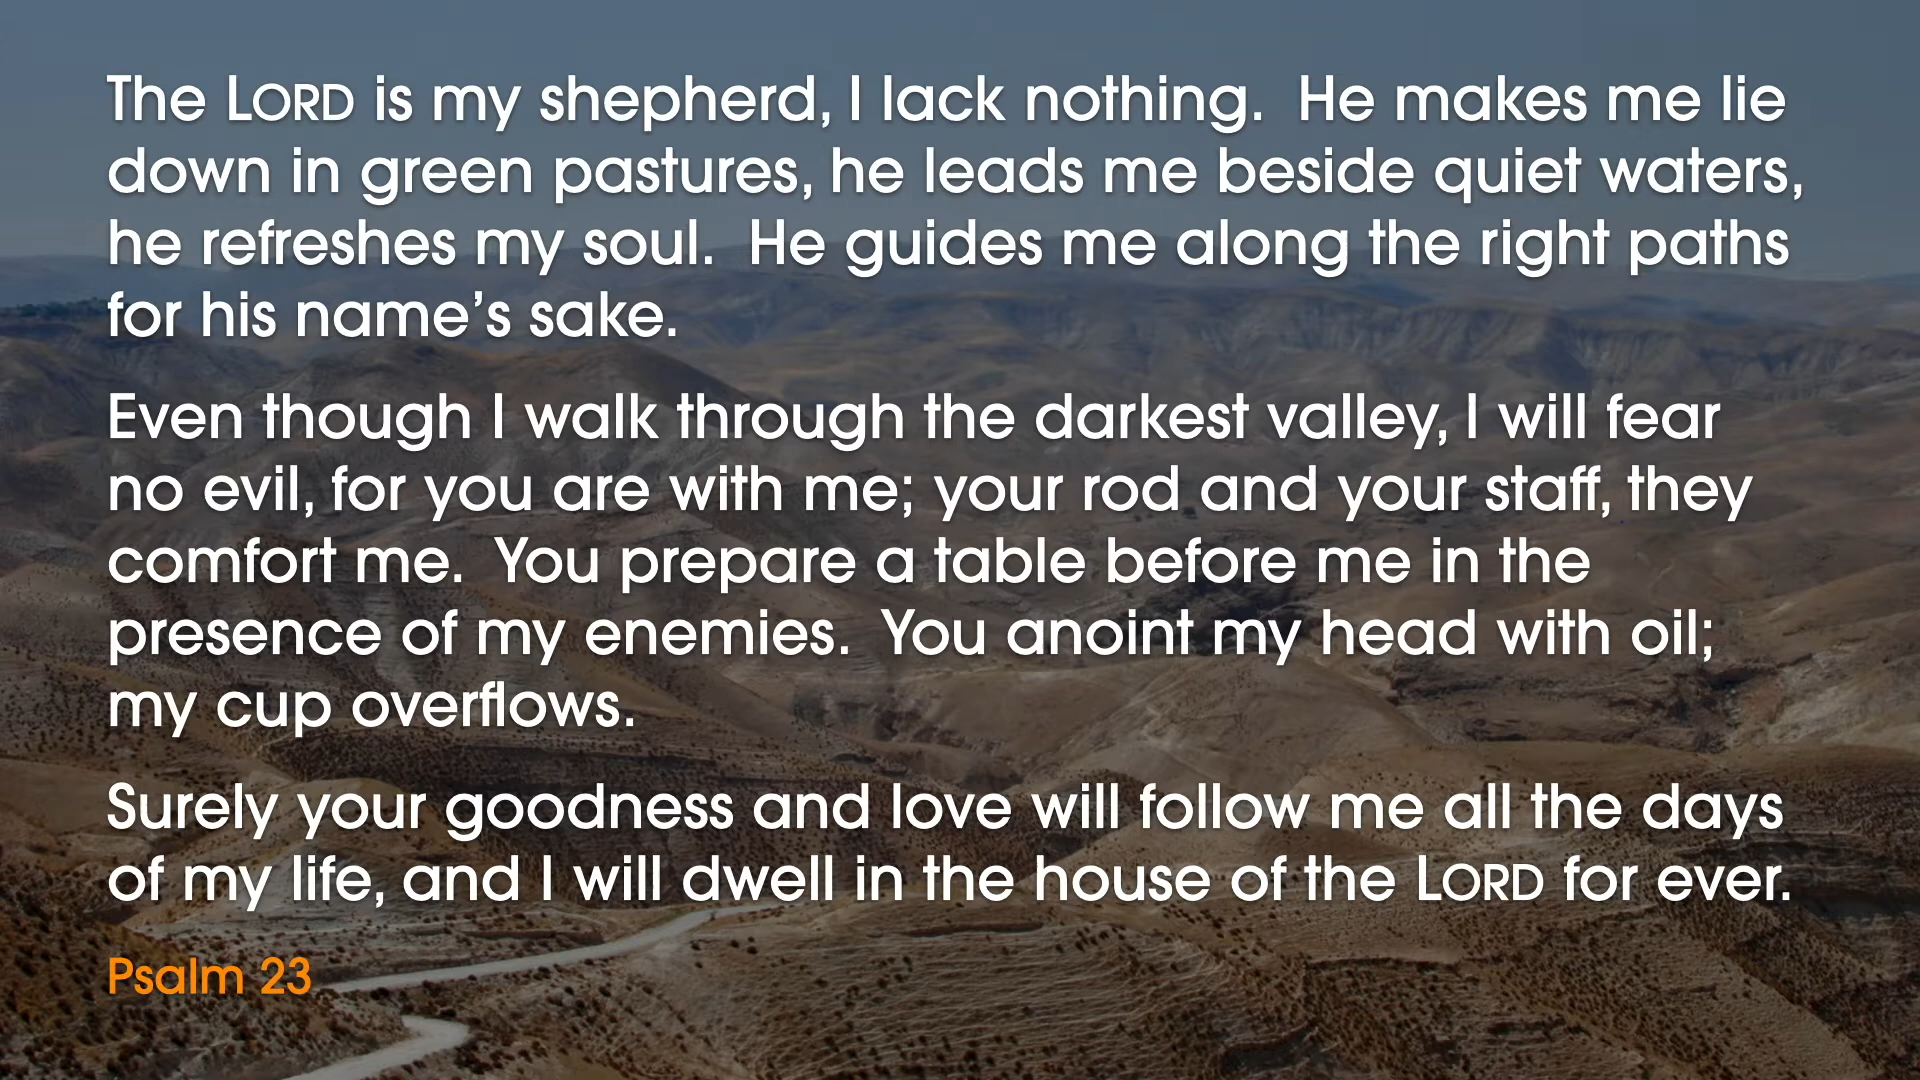 The LORD is my shepherd, I lack nothing.  He makes me lie
down in green pastures, he leads me beside quiet waters,
he refreshes my soul.  He guides me along the right paths
for his name’s sake.
Even though I walk through the darkest valley, I will fear
no evil, for you are with me; your rod and your staff, they
comfort me.  You prepare a table before me in the
presence of my enemies.  You anoint my head with oil;
my cup overflows.
Surely your goodness and love will follow me all the days
of my life, and I will dwell in the house of the LORD for ever.
Psalm 23